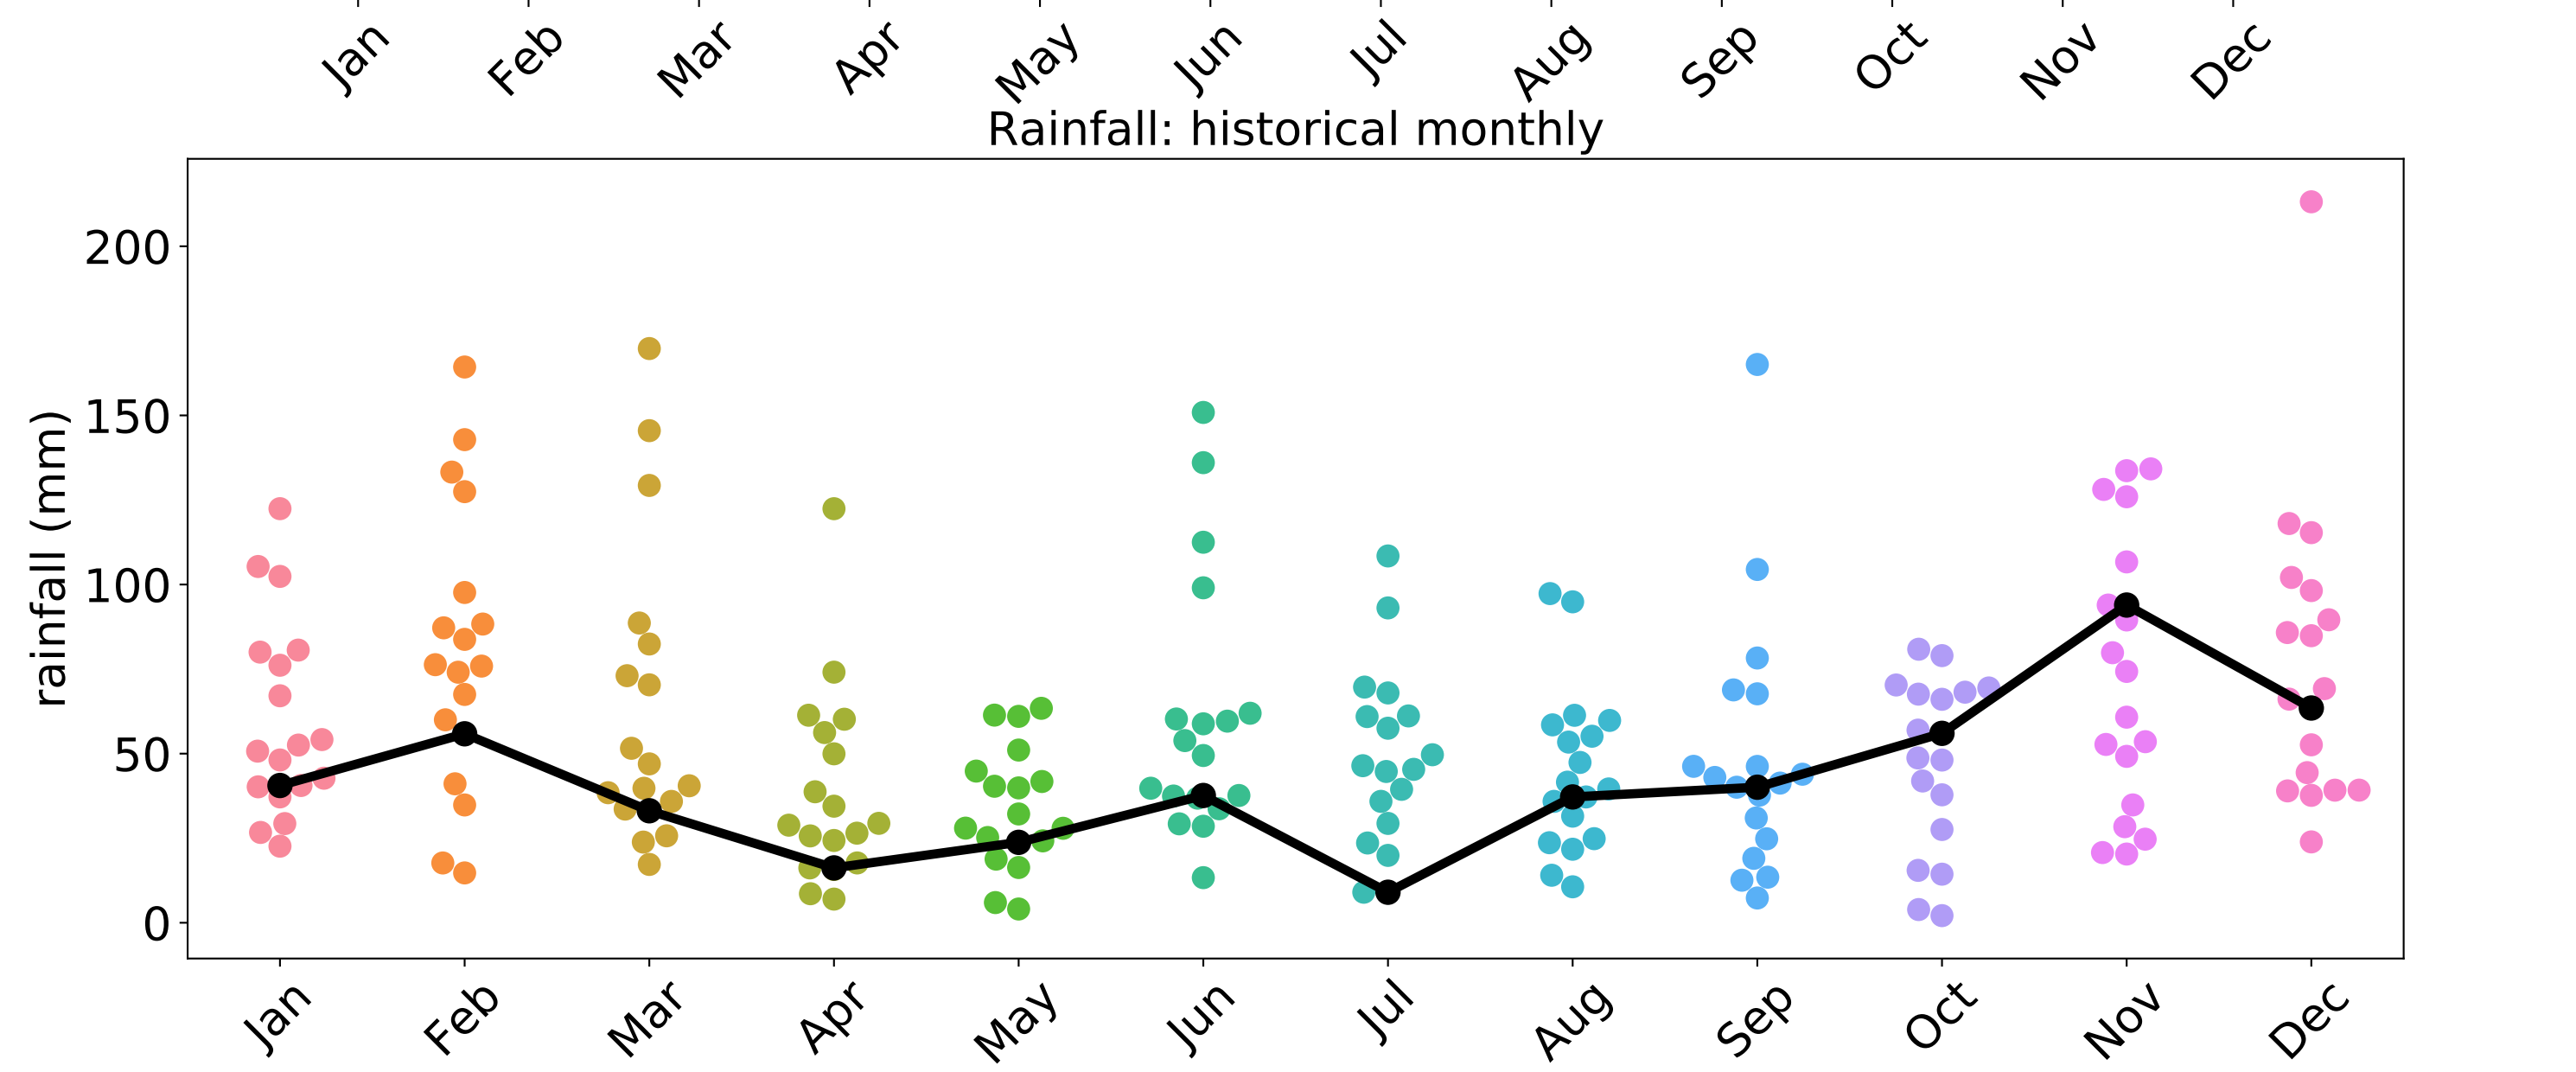 Jan Feb Mar Apr May Jun Jul Aug Sep Oct Nov Dec
Rainfall: historical monthly
rainfall (mm)
200
150
100
50
0
Jan Feb Mar Apr May Jun Jul Aug Sep Oct Nov Dec